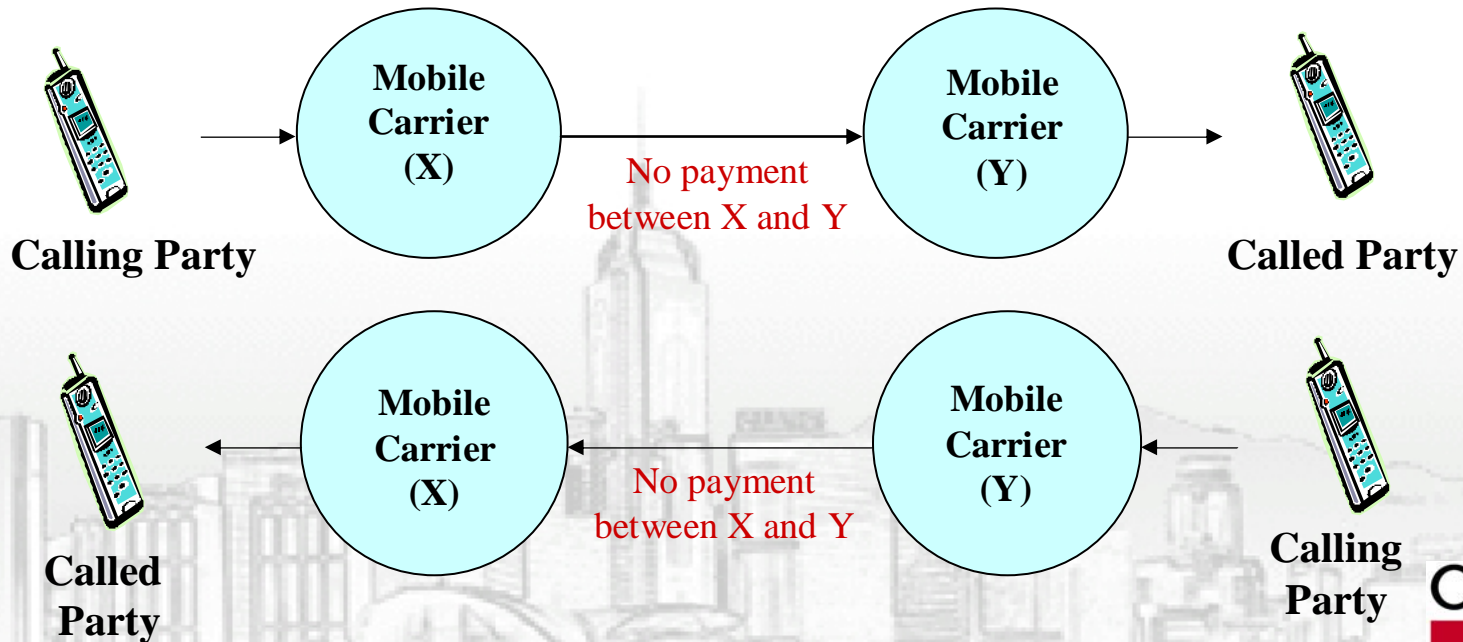 Mobile
Carrier
(X)
Mobile
Carrier
(Y)
No payment
between X and Y
Calling Party
Called Party
Mobile
Carrier
(X)
Mobile
Carrier
(Y)
No payment
between X and Y
Called
Party
Calling
Party